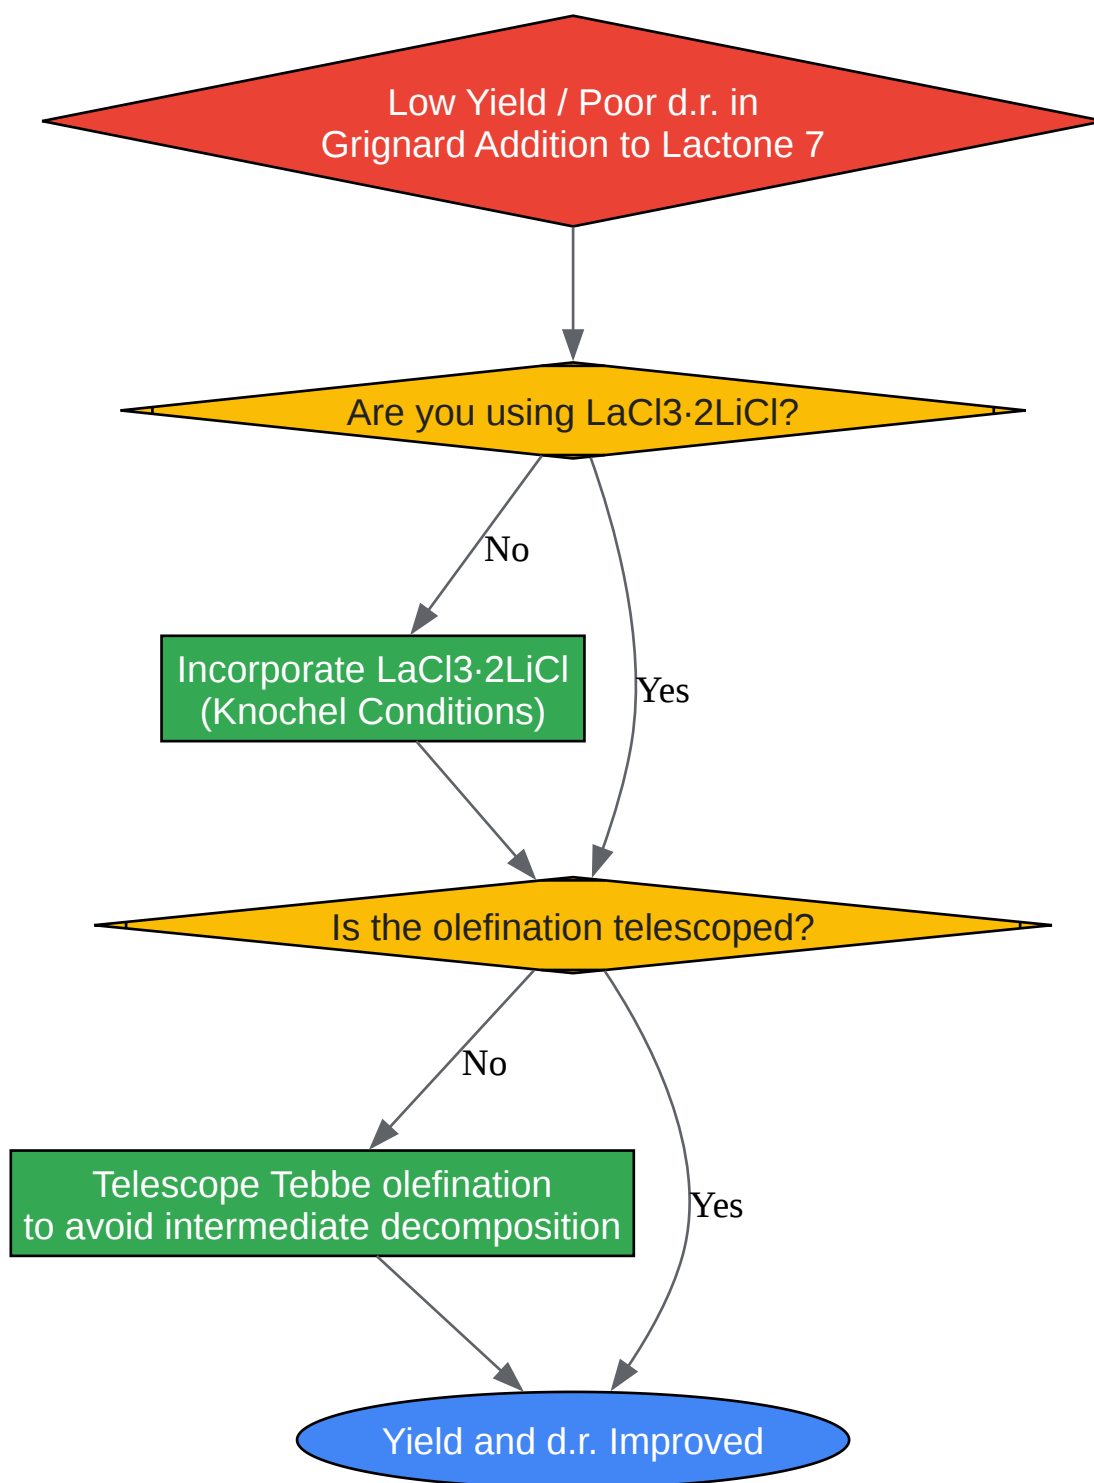 Low Yield / Poor d.r. in
Grignard Addition to Lactone 7
Are you using LaCl3·2LiCl?
No
Incorporate LaCl3·2LiCl
(Knochel Conditions)
Yes
Is the olefination telescoped?
No
Telescope Tebbe olefination
to avoid intermediate decomposition
Yes
Yield and d.r. Improved